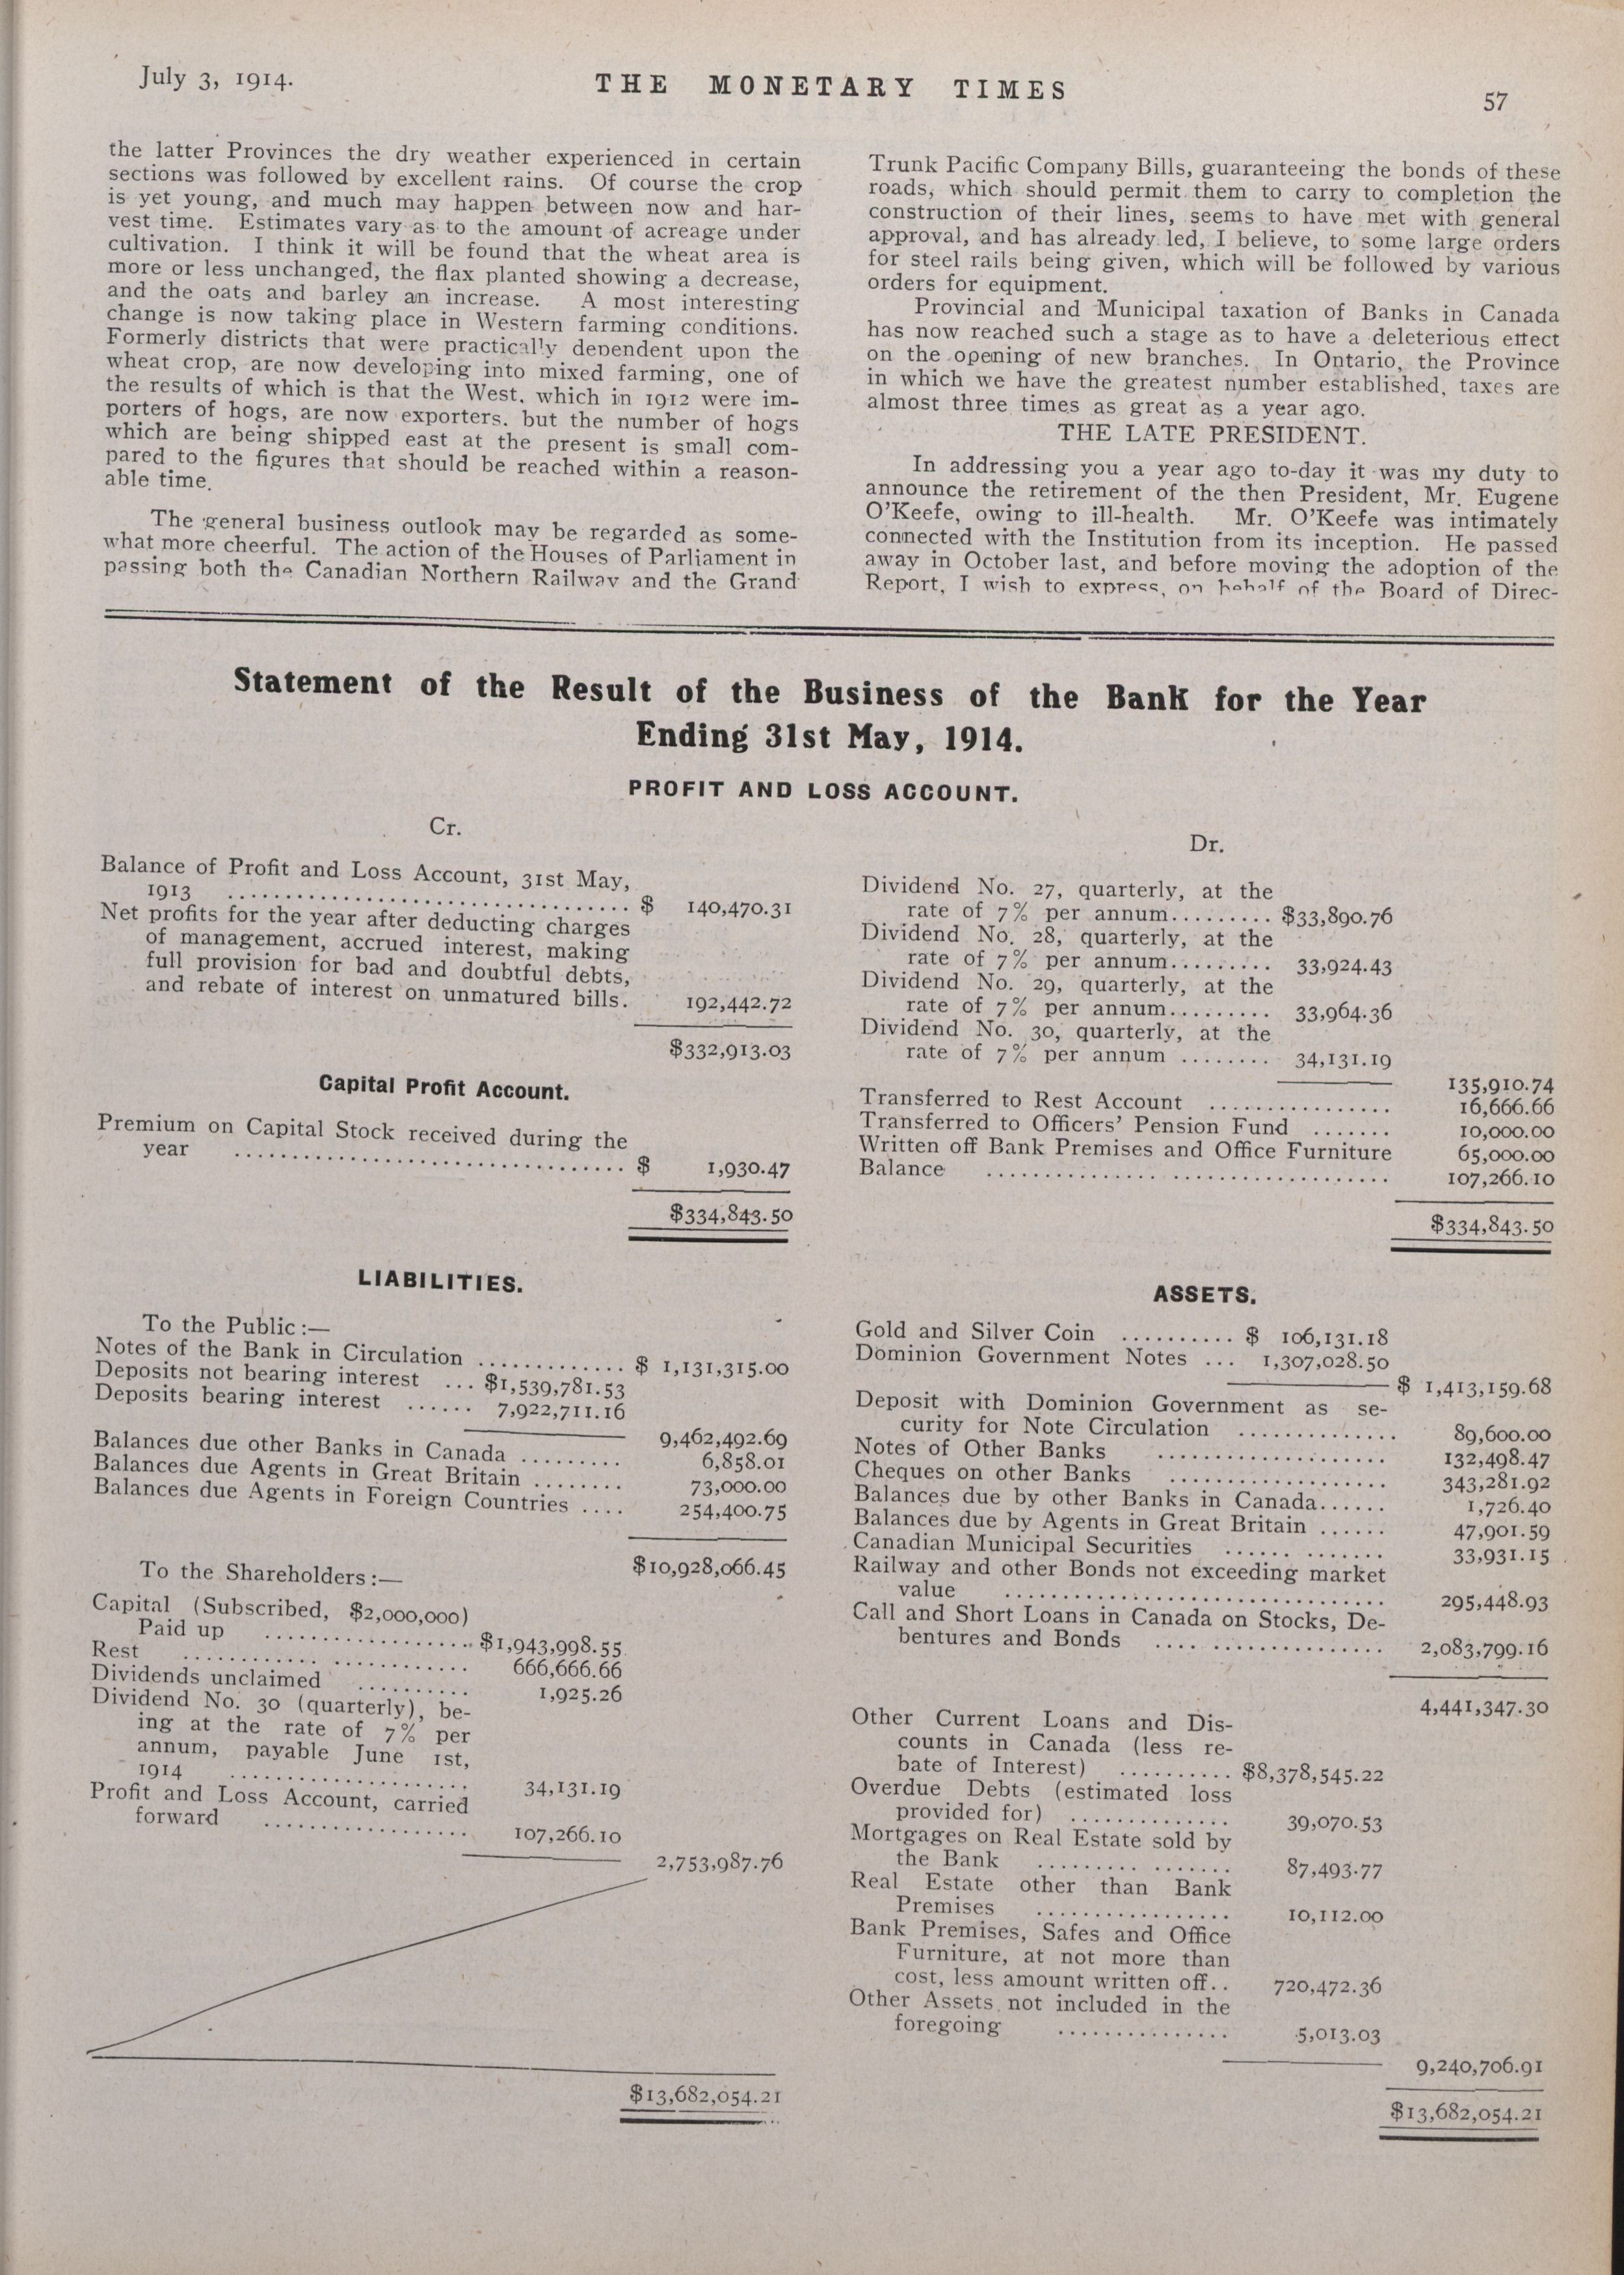 July 3, 1914.
THE MONETARY TIMES
57
the latter Provinces the dry weather experienced in certain
sections was followed by excellent rains. Of course the crop
is yet young, and much may happen between now and har-
vest time. Estimates vary as to the amount of acreage under
cultivation. I think it will be found that the wheat area is
more or less unchanged, the flax planted showing a decrease,
and the oats and barley an increase. A most interesting
change is now taking place in Western farming conditions.
Formerly districts that were practically dependent upon the
wheat crop, are now developing into mixed farming, one of
the results of which is that the West. which in 1912 were im-
porters of hogs, are now exporters. but the number of hogs
which are being shipped east at the present is small com-
pared to the figures that should be reached within a reason-
able time.
The general business outlook may be regarded as some-
what more cheerful. The action of the Houses of Parliament in
passing both the Canadian Northern Railway and the Grand
Trunk Pacific Company Bills, guaranteeing the bonds of these
roads, which should permit them to carry to completion the
construction of their lines, seems to have met with general
approval, and has already led, I believe, to some large orders
for steel rails being given, which will be followed by various
orders for equipment.
Provincial and Municipal taxation of Banks in Canada
has now reached such a stage as to have a deleterious effect
on the opening of new branches. In Ontario, the Province
in which we have the greatest number established, taxes are
almost three times as great as a year ago.
THE LATE PRESIDENT.
In addressing you a year ago to-day it was my duty to
announce the retirement of the then President, Mr. Eugene
O'Keefe, owing to ill-health. Mr. O'Keefe was intimately
connected with the Institution from its inception. He passed
away in October last, and before moving the adoption of the
Report, I wish to express, on behalf of the Board of Direc-
Statement of the Result of the Business of the Bank for the Year
Ending 31st May, 1914.
PROFIT AND LOSS ACCOUNT.
Cr.
Balance of Profit and Loss Account, 31st May,
1913 .................................. $ 140,470.31
Net profits for the year after deducting charges
of management, accrued interest, making
full provision for bad and doubtful debts,
and rebate of interest on unmatured bills. 192,442.72
$332,913.03
Capital Profit Account.
Premium on Capital Stock received during the
year .................................. $ 1,930.47
$334,843.50
Dr.
Dividend No. 27, quarterly, at the
rate of 7% per annum......... $33,890.76
Dividend No. 28, quarterly, at the
rate of 7% per annum......... 33,924.43
Dividend No. 29, quarterly, at the
rate of 7% per annum......... 33,964.36
Dividend No. 30, quarterly, at the
rate of 7% per annum ........ 34,131.19
135,910.74
Transferred to Rest Account ................ 16,666.66
Transferred to Officers' Pension Fund ....... 10,000.00
Written off Bank Premises and Office Furniture 65,000.00
Balance .................................. 107,266.10
$334,843.50
LIABILITIES.
To the Public:—
Notes of the Bank in Circulation ............. $ 1,131,315.00
Deposits not bearing interest ... $1,539,781.53
Deposits bearing interest ...... 7,922,711.16
9,462,492.69
Balances due other Banks in Canada ......... 6,858.01
Balances due Agents in Great Britain ........ 73,000.00
Balances due Agents in Foreign Countries .... 254,400.75
$10,928,066.45
To the Shareholders:—
Capital (Subscribed, $2,000,000)
Paid up .................. $1,943,998.55
Rest ........................ 666,666.66
Dividends unclaimed .......... 1,925.26
Dividend No. 30 (quarterly), be-
ing at the rate of 7% per
annum, payable June 1st,
1914 ..................... 34,131.19
Profit and Loss Account, carried
forward .................. 107,266.10
2,753,987.76
$13,682,054.21
ASSETS.
Gold and Silver Coin .......... $ 106,131.18
Dominion Government Notes ... 1,307,028.50
$ 1,413,159.68
Deposit with Dominion Government as se-
curity for Note Circulation .............. 89,600.00
Notes of Other Banks .................... 132,498.47
Cheques on other Banks ................... 343,281.92
Balances due by other Banks in Canada...... 1,726.40
Balances due by Agents in Great Britain ...... 47,901.59
Canadian Municipal Securities ............. 33,931.15
Railway and other Bonds not exceeding market
value ................................. 295,448.93
Call and Short Loans in Canada on Stocks, De-
bentures and Bonds ................... 2,083,799.16
4,441,347.30
Other Current Loans and Dis-
counts in Canada (less re-
bate of Interest) .......... $8,378,545.22
Overdue Debts (estimated loss
provided for) .............. 39,070.53
Mortgages on Real Estate sold by
the Bank ................ 87,493.77
Real Estate other than Bank
Premises ................. 10,112.00
Bank Premises, Safes and Office
Furniture, at not more than
cost, less amount written off.. 720,472.36
Other Assets not included in the
foregoing ............... 5,013.03
9,240,706.91
$13,682,054.21